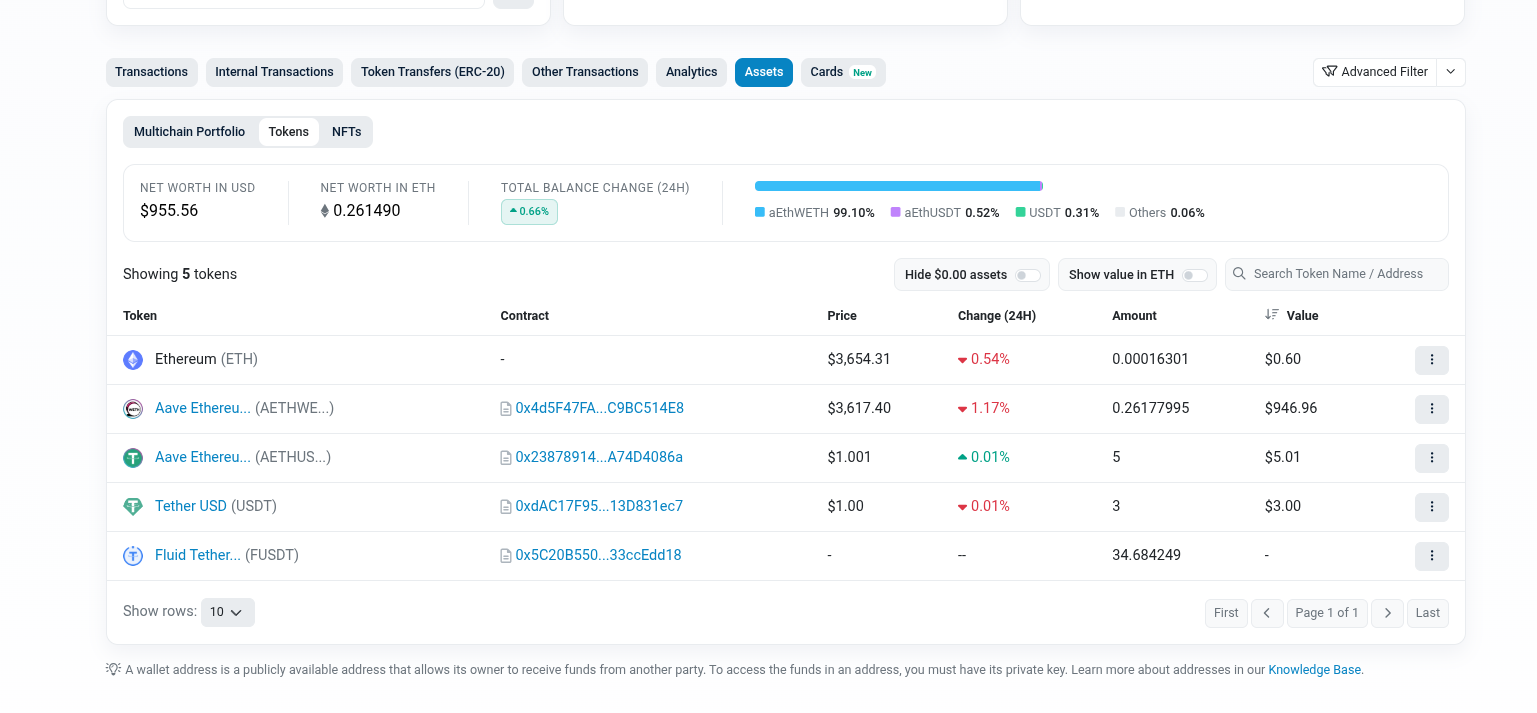 Transactions Internal Transactions Token Transfers (ERC-20) Other Transactions Analytics Assets Cards New Advanced Filter
Multichain Portfolio Tokens NFTs
NET WORTH IN USD NET WORTH IN ETH TOTAL BALANCE CHANGE (24H)
$955.56 0.261490 0.66% aEthWETH 99.10% aEthUSDT 0.52% USDT 0.31% Others 0.06%
Showing 5 tokens Hide $0.00 assets Show value in ETH Search Token Name / Address
Token Contract Price Change (24H) Amount Value
Ethereum (ETH) - $3,654.31 0.54% 0.00016301 $0.60
Aave Ethereu... (AETHWE...) 0x4d5F47FA...C9BC514E8 $3,617.40 1.17% 0.26177995 $946.96
Aave Ethereu... (AETHUS...) 0x23878914...A74D4086a $1.001 0.01% 5 $5.01
Tether USD (USDT) 0xdAC17F95...13D831ec7 $1.00 0.01% 3 $3.00
Fluid Tether... (FUSDT) 0x5C20B550...33ccEdd18 - -- 34.684249 -
Show rows: 10 First Page 1 of 1 Last
A wallet address is a publicly available address that allows its owner to receive funds from another party. To access the funds in an address, you must have its private key. Learn more about addresses in our Knowledge Base.